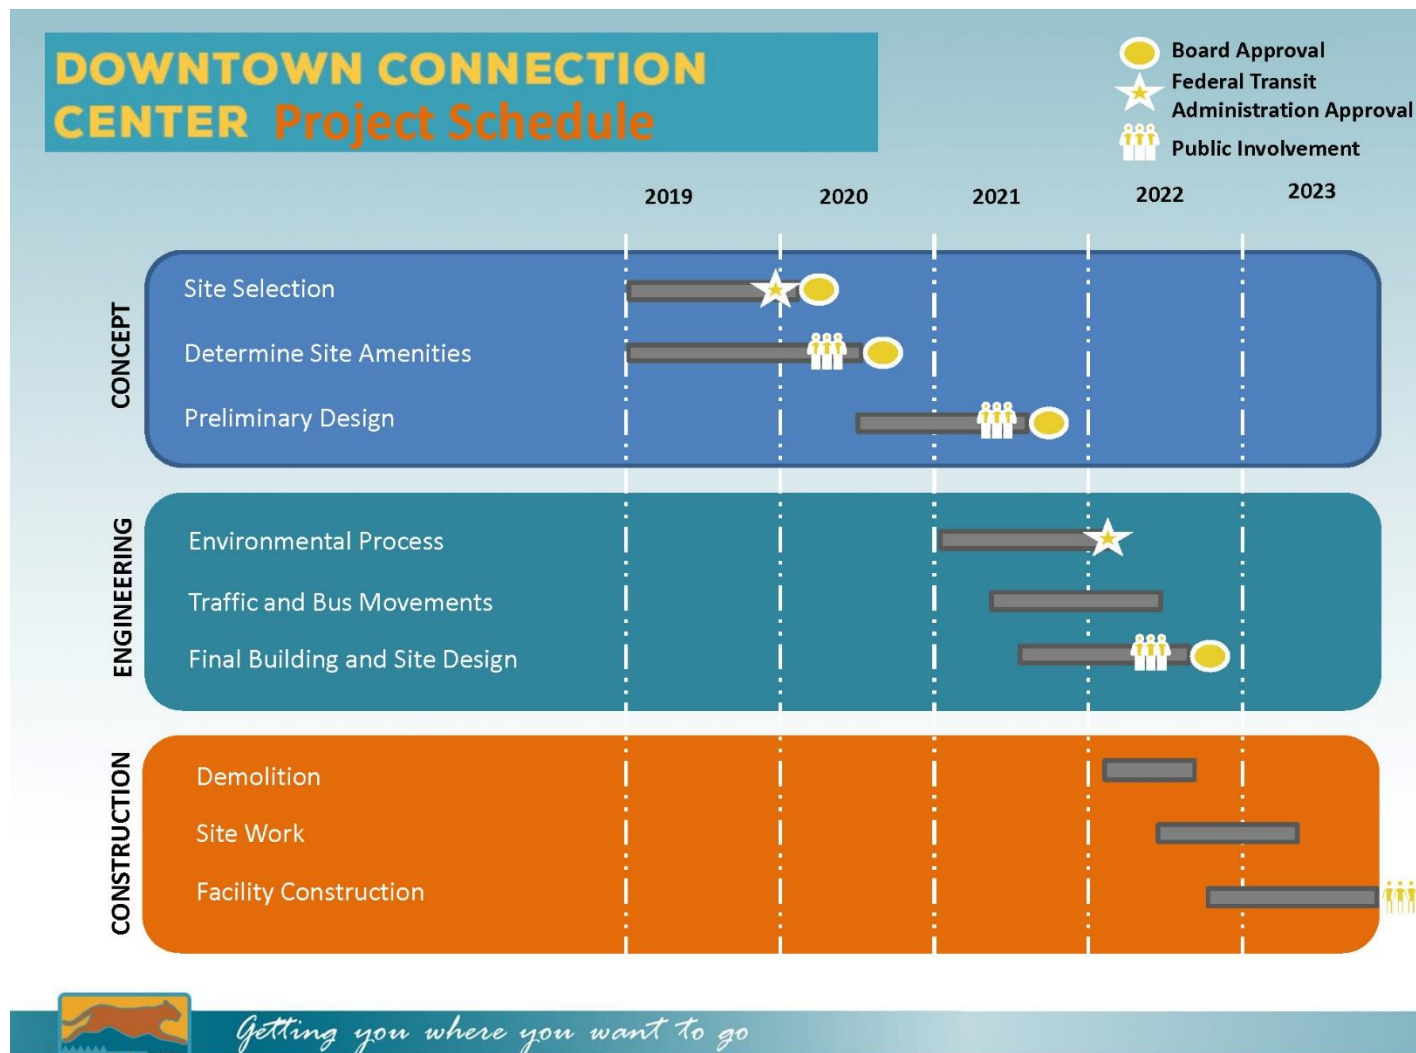 DOWNTOWN CONNECTION
CENTER Project Schedule
Board Approval
Federal Transit
Administration Approval
Public Involvement
2019
2020
2021
2022
2023
CONCEPT
Site Selection
Determine Site Amenities
Preliminary Design
ENGINEERING
Environmental Process
Traffic and Bus Movements
Final Building and Site Design
CONSTRUCTION
Demolition
Site Work
Facility Construction
Getting you where you want to go